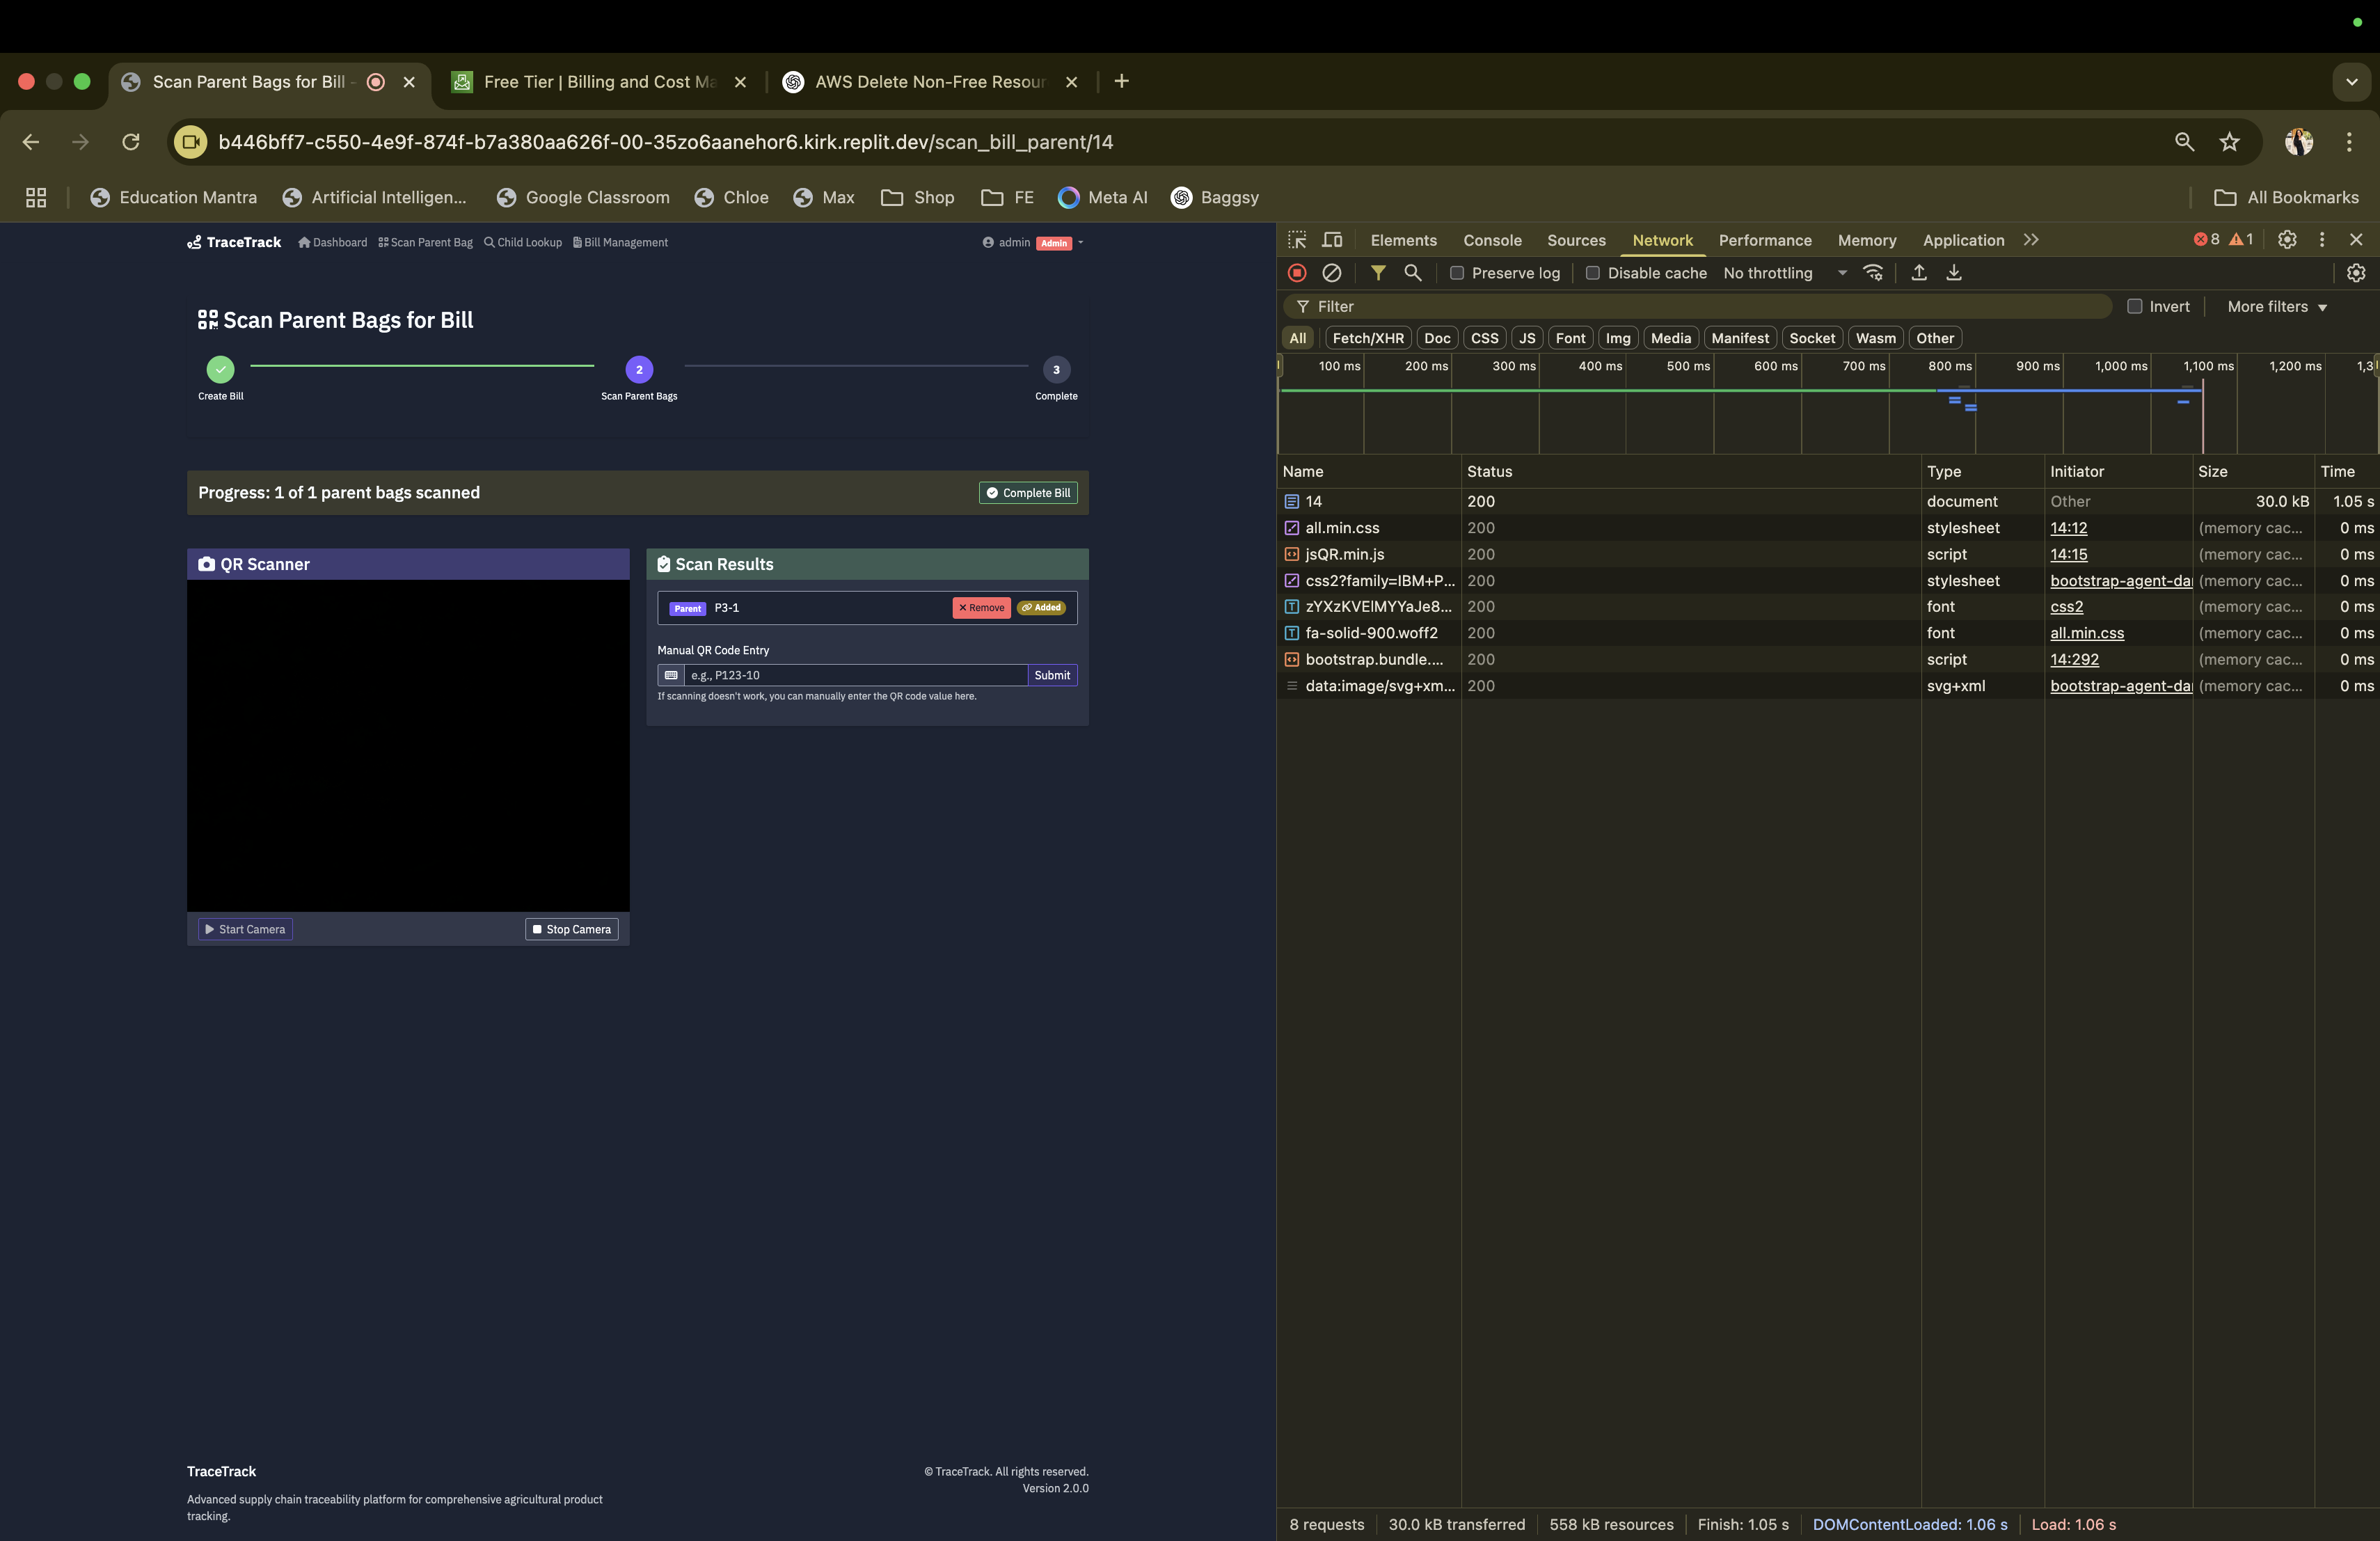 Scan Parent Bags for Bill -
Free Tier | Billing and Cost Ma
AWS Delete Non-Free Resour
b446bff7-c550-4e9f-874f-b7a380aa626f-00-35zo6aanehor6.kirk.replit.dev/scan_bill_parent/14
Education Mantra Artificial Intelligen... Google Classroom Chloe Max Shop FE Meta AI Baggsy All Bookmarks
TraceTrack Dashboard Scan Parent Bag Child Lookup Bill Management admin Admin
Scan Parent Bags for Bill
2 3
Create Bill Scan Parent Bags Complete
Progress: 1 of 1 parent bags scanned Complete Bill
QR Scanner
Start Camera Stop Camera
Scan Results
Parent P3-1 Remove Added
Manual QR Code Entry
e.g., P123-10 Submit
If scanning doesn't work, you can manually enter the QR code value here.
TraceTrack
Advanced supply chain traceability platform for comprehensive agricultural product
tracking.
© TraceTrack. All rights reserved.
Version 2.0.0
Elements Console Sources Network Performance Memory Application 8 1
Preserve log Disable cache No throttling
Filter Invert More filters
All Fetch/XHR Doc CSS JS Font Img Media Manifest Socket Wasm Other
100 ms 200 ms 300 ms 400 ms 500 ms 600 ms 700 ms 800 ms 900 ms 1,000 ms 1,100 ms 1,200 ms 1,3
Name Status Type Initiator Size Time
14 200 document Other 30.0 kB 1.05 s
all.min.css 200 stylesheet 14:12 (memory cac... 0 ms
jsQR.min.js 200 script 14:15 (memory cac... 0 ms
css2?family=IBM+P... 200 stylesheet bootstrap-agent-dar (memory cac... 0 ms
zYXzKVElMYYaJe8... 200 font css2 (memory cac... 0 ms
fa-solid-900.woff2 200 font all.min.css (memory cac... 0 ms
bootstrap.bundle.... 200 script 14:292 (memory cac... 0 ms
data:image/svg+xm... 200 svg+xml bootstrap-agent-dar (memory cac... 0 ms
8 requests 30.0 kB transferred 558 kB resources Finish: 1.05 s DOMContentLoaded: 1.06 s Load: 1.06 s